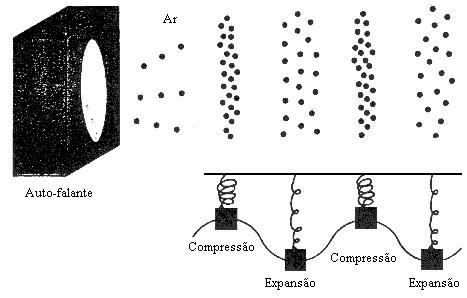 Ar
Auto-falante
Compressão
Compressão
Expansão
Expansão